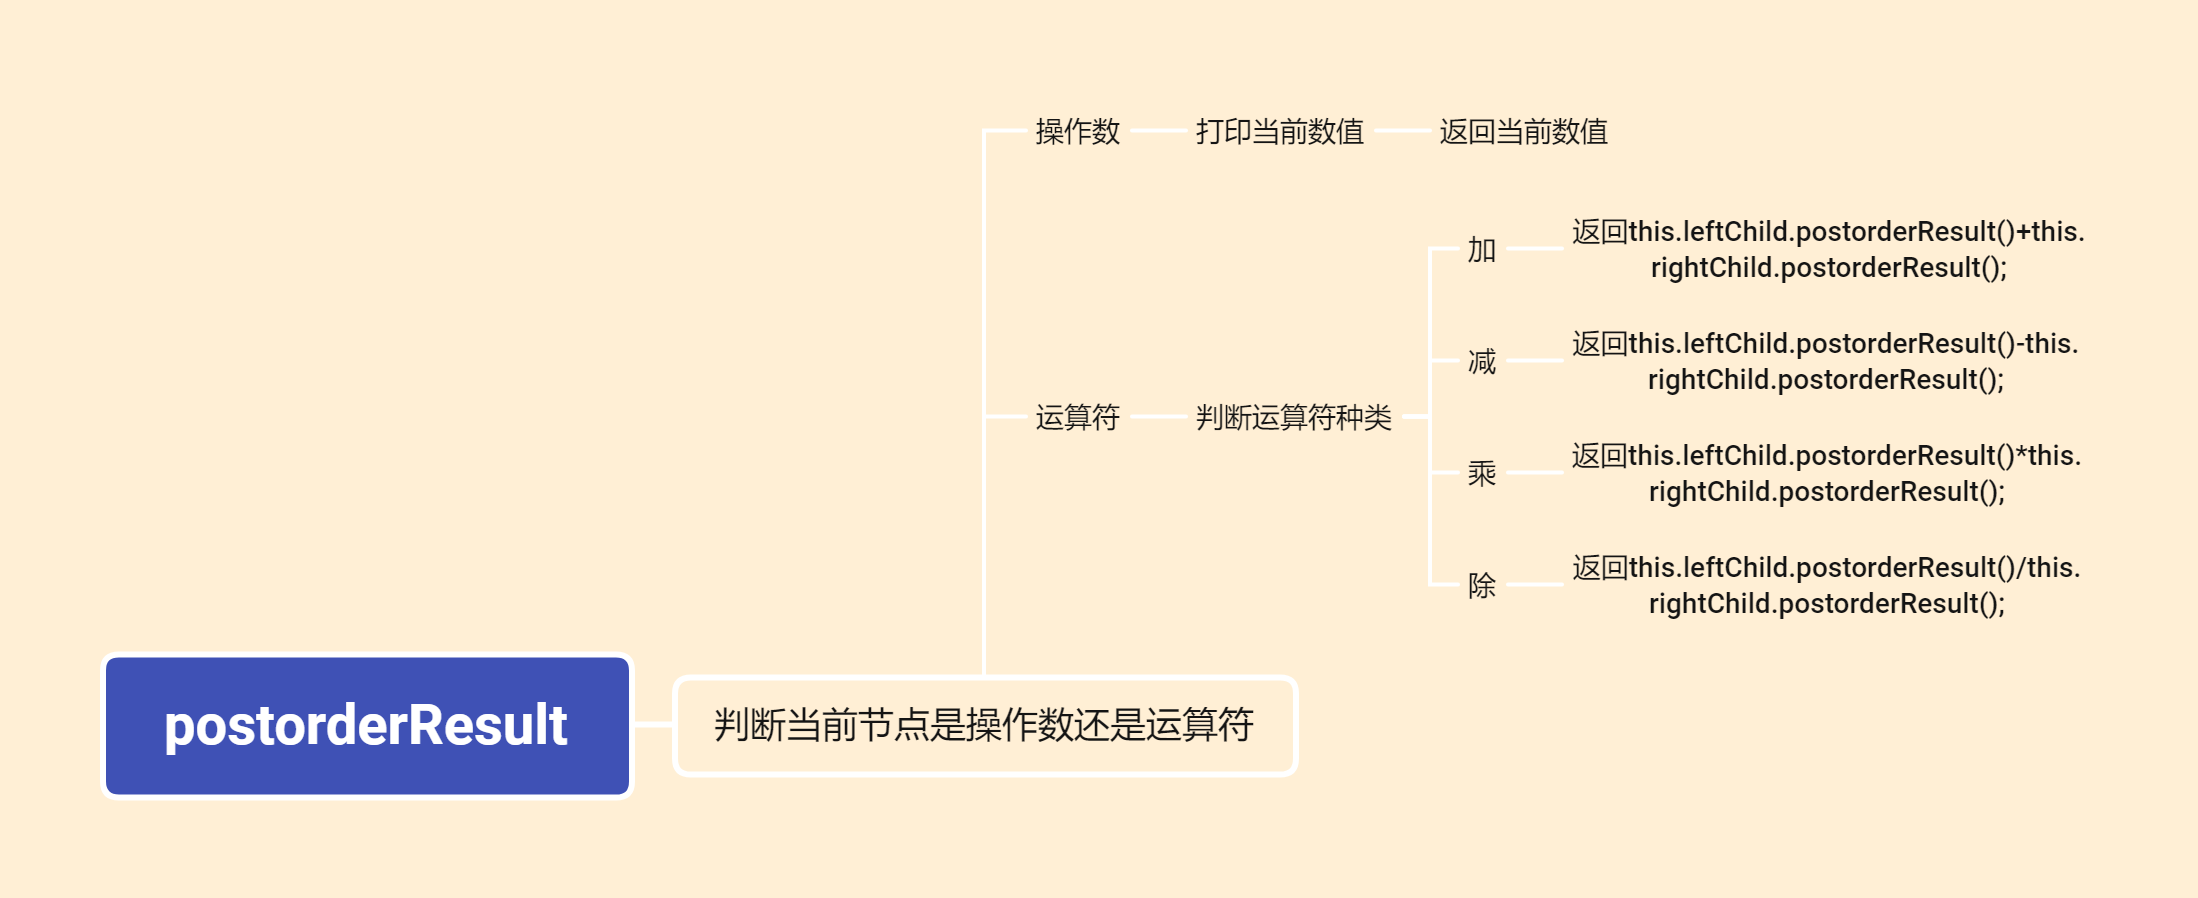 操作数
打印当前数值
返回当前数值
加
返回this.leftChild.postorderResult()+this.
rightChild.postorderResult();
减
返回this.leftChild.postorderResult()-this.
rightChild.postorderResult();
运算符
判断运算符种类
乘
返回this.leftChild.postorderResult()*this.
rightChild.postorderResult();
除
返回this.leftChild.postorderResult()/this.
rightChild.postorderResult();
postorderResult
判断当前节点是操作数还是运算符